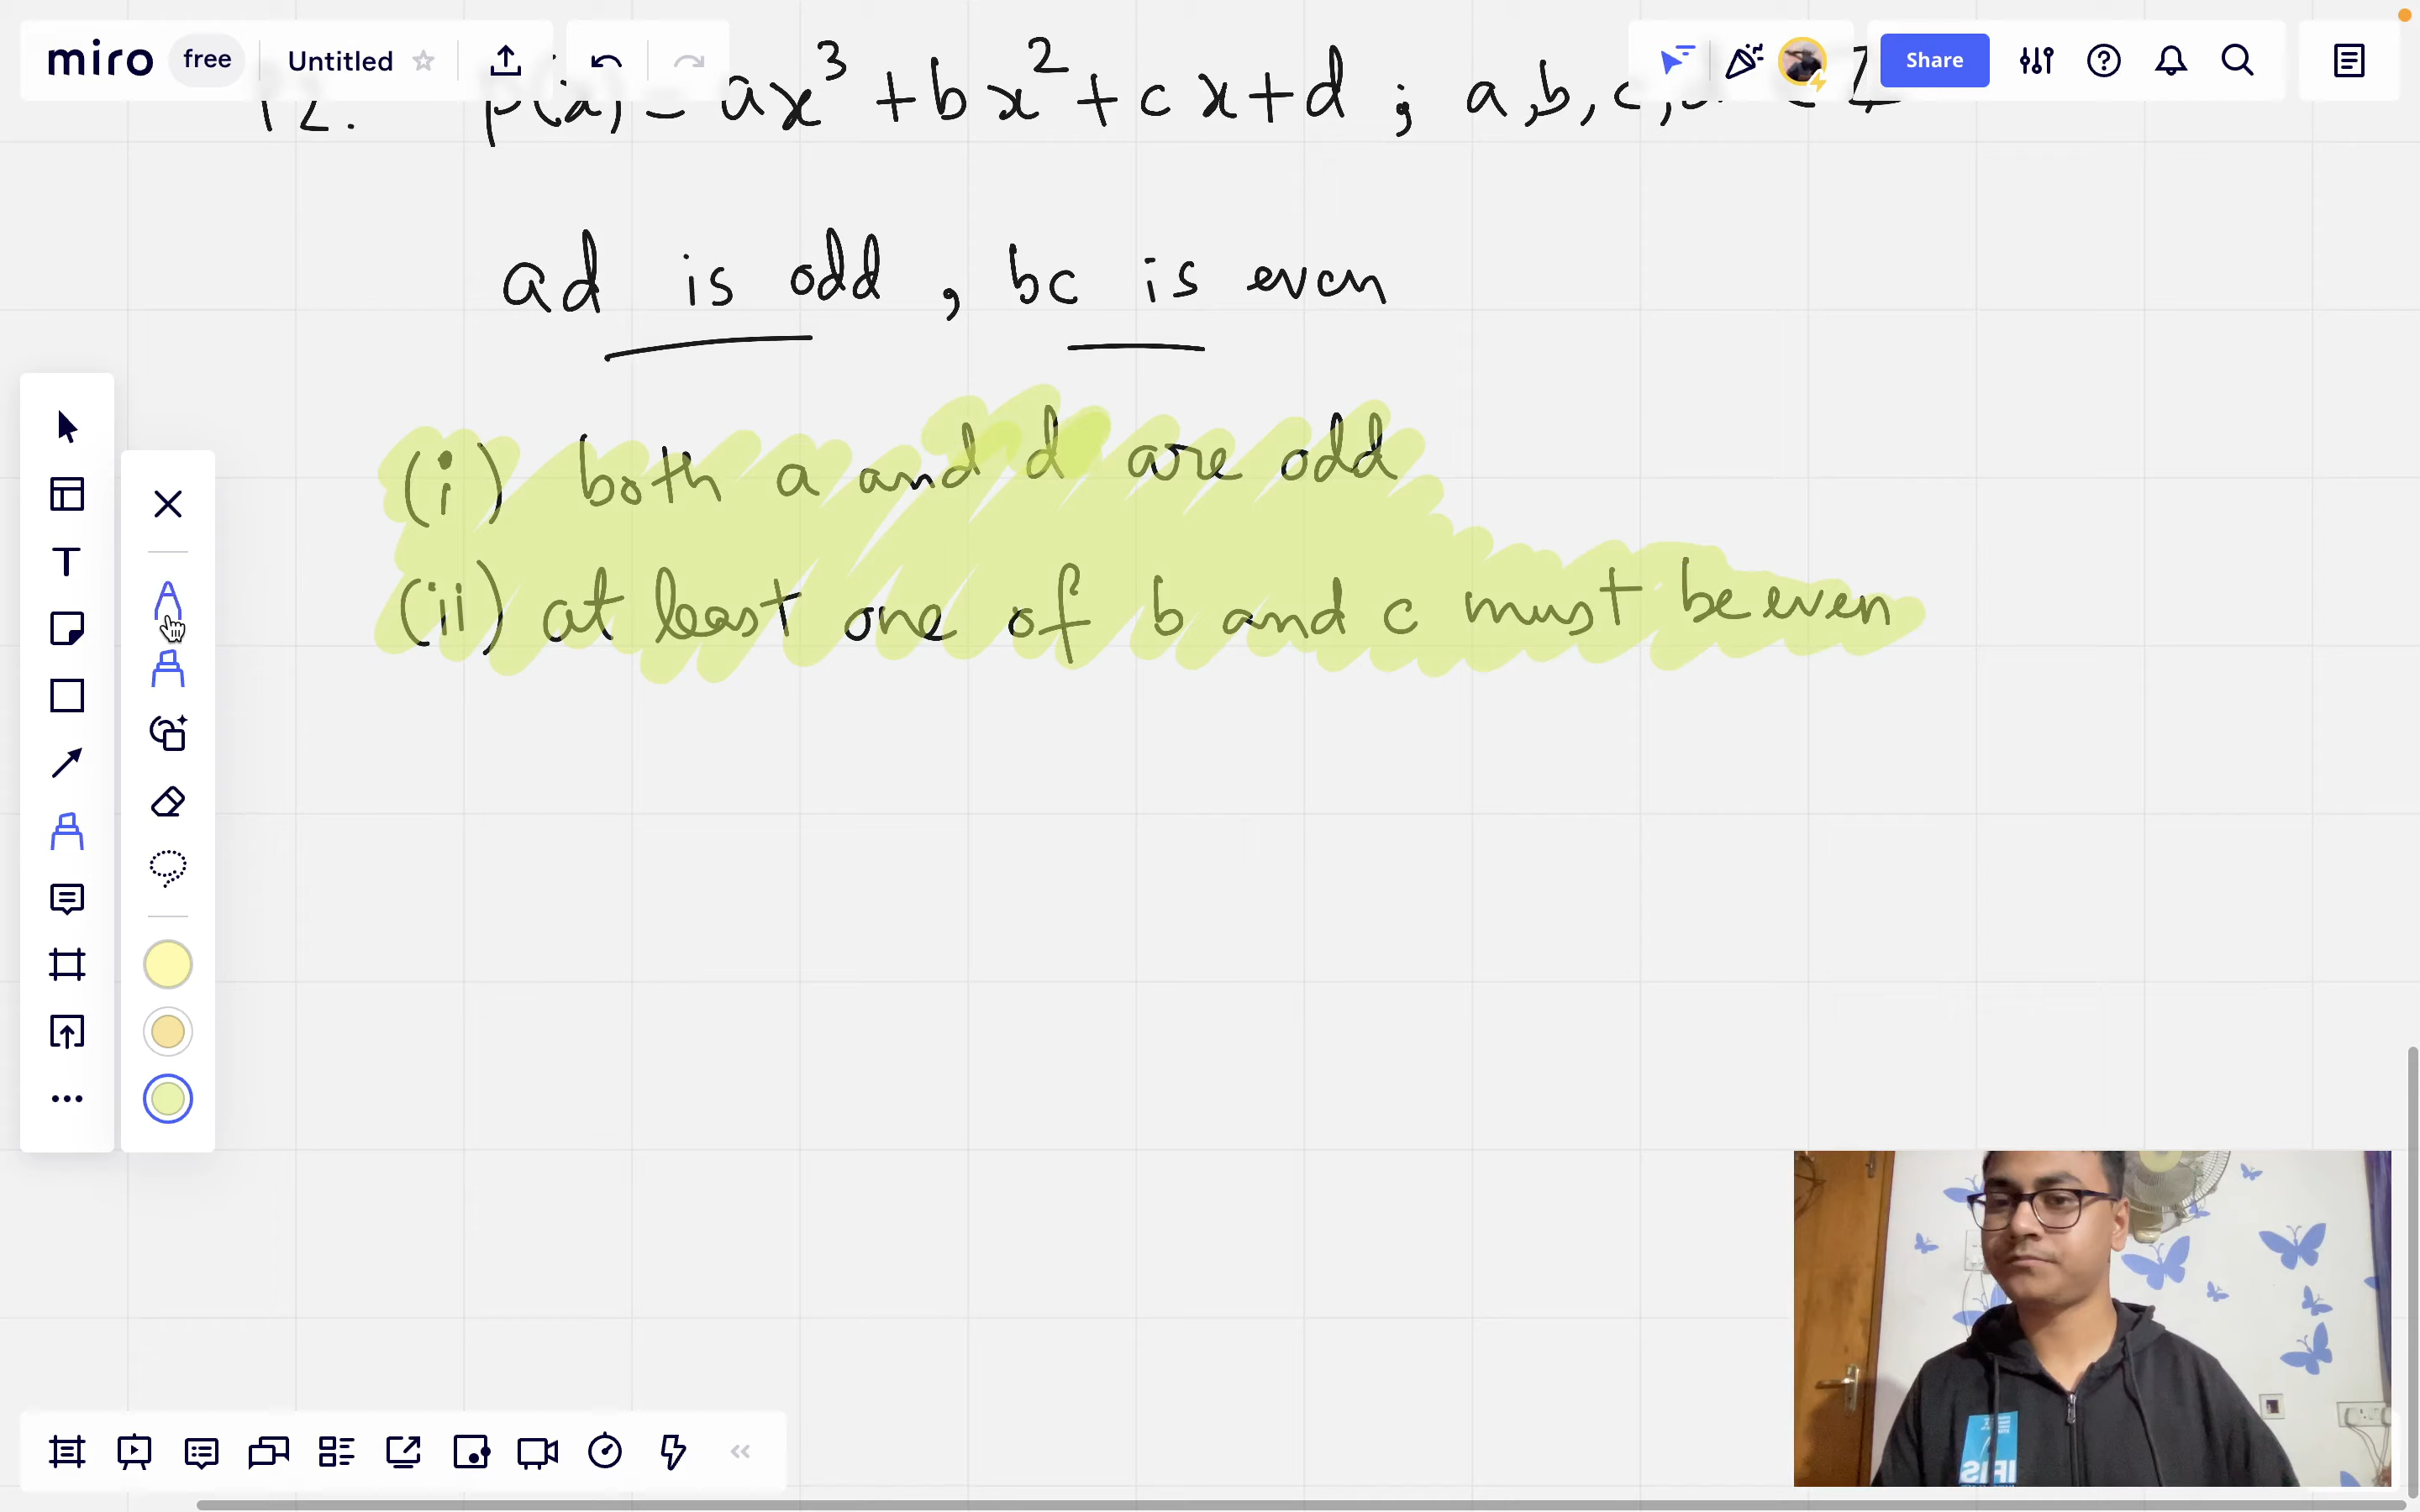 miro free Untitled Share
12. p(x) = ax³ + bx² + cx + d ; a, b, c,
ad is odd , bc is even
(i) both a and d are odd
(ii) at least one of b and c must be even
T